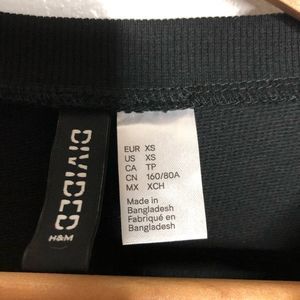 DIVIDED
H&M
EUR XS
US XS
CA TP
CN 160/80A
MX XCH
Made in
Bangladesh
Fabriqué en
Bangladesh